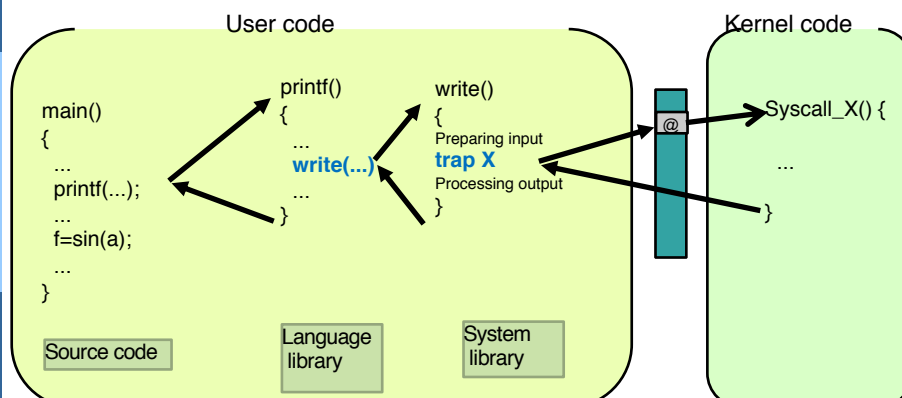 User code
Kernel code
main()
{
...
printf(...);
...
f=sin(a);
...
}
printf()
{
...
write(...)
...
}
write()
{
Preparing input
trap X
Processing output
}
@
Syscall_X() {
...
}
Source code
Language
library
System
library